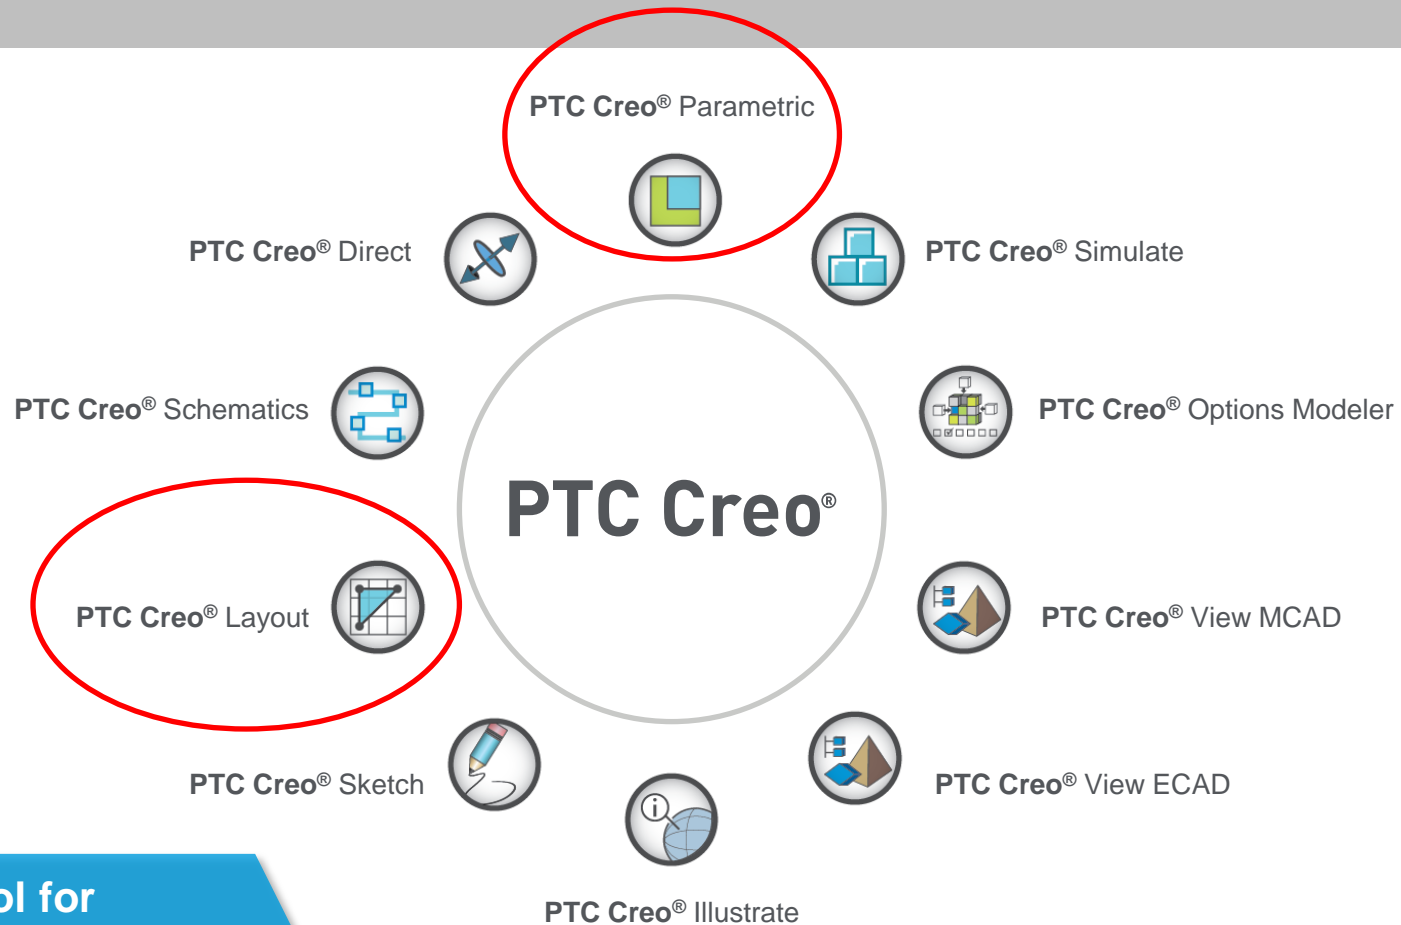 PTC Creo® Parametric
PTC Creo® Direct
PTC Creo® Simulate
PTC Creo® Schematics
PTC Creo® Options Modeler
PTC Creo®
PTC Creo® Layout
PTC Creo® View MCAD
PTC Creo® Sketch
PTC Creo® View ECAD
PTC Creo® Illustrate
for